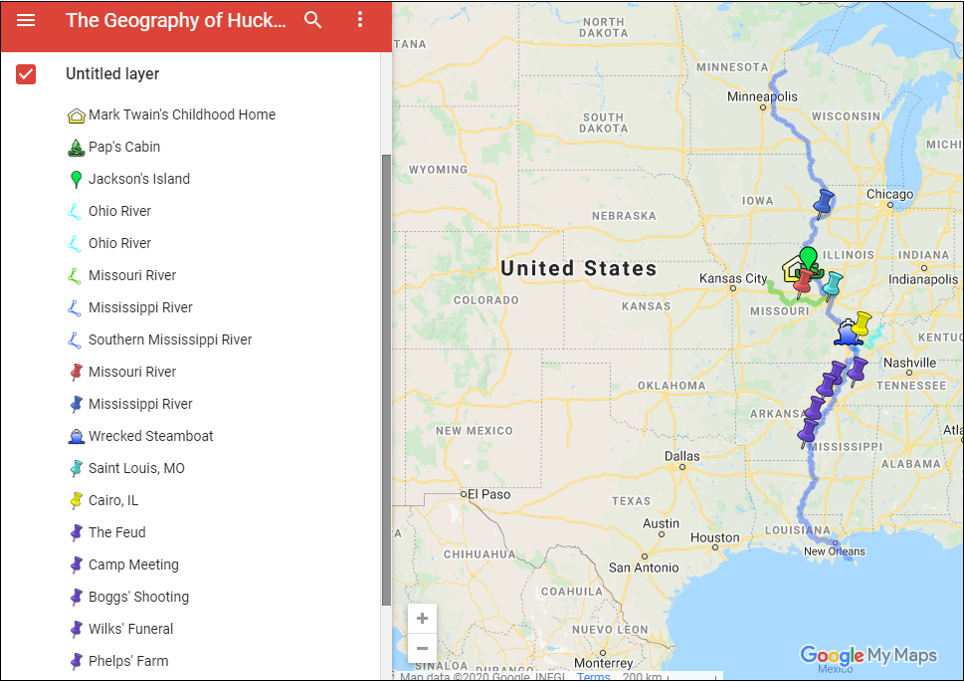 The Geography of Huck...
Untitled layer
Mark Twain's Childhood Home
Pap's Cabin
Jackson's Island
Ohio River
Ohio River
Missouri River
Mississippi River
Southern Mississippi River
Missouri River
Mississippi River
Wrecked Steamboat
Saint Louis, MO
Cairo, IL
The Feud
Camp Meeting
Boggs' Shooting
Wilks' Funeral
Phelps' Farm
NORTH
DAKOTA
TANA
MINNESOTA
Minneapolis
WISCONSIN
SOUTH
DAKOTA
MICHI
WYOMING
IOWA
Chicago
NEBRASKA
ILLINOIS
INDIANA
United States
Kansas City
Indianapolis
COLORADO
KANSAS
MISSOURI
KENTUC
Nashville
OKLAHOMA
TENNESSEE
ARKANSA
NEW MEXICO
Atla
MISSISSIPPI
Dallas
ALABAMA
El Paso
TEXAS
Austin
LOUISIANA
Houston
New Orleans
CHIHUAHUA
San Antonio
COAHUILA
NUEVO LEON
Monterrey
SINALOA
DURANGO
+
−
Google My Maps
Mexico
Map data ©2020 Google, INEGI
Terms
200 km